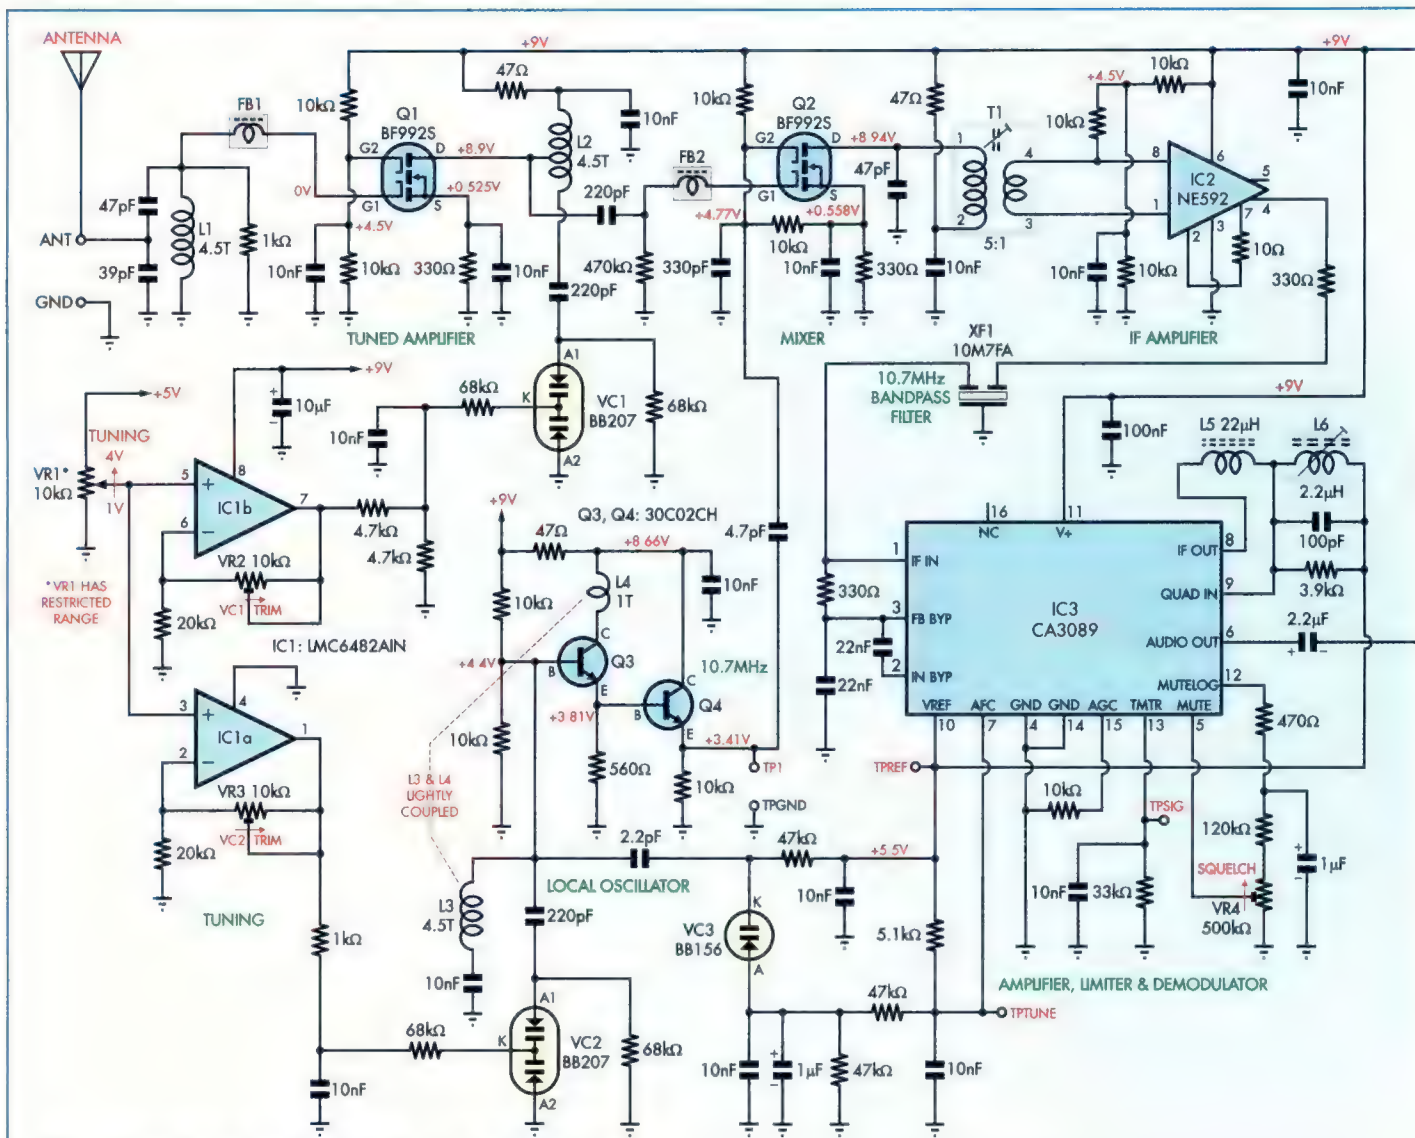 ANTENNA
FB1
10kΩ
Q1
BF992S
47Ω
+9V
10nF
L2
4.5T
G2
D
+8.9V
0V
G1
S
+0.525V
+4.5V
47pF
L1
4.5T
1kΩ
ANT
39pF
GND
10nF
10kΩ
330Ω
10nF
220pF
220pF
470kΩ
TUNED AMPLIFIER
FB2
10kΩ
Q2
BF992S
47Ω
G2
D
+8.94V
G1
S
+4.77V
+0.558V
10kΩ
330pF
10nF
330Ω
47pF
10nF
MIXER
T1
1
2
4
3
5:1
+4.5V
10kΩ
10kΩ
+9V
10nF
8
1
IC2
NE592
6
5
4
7
2
3
10Ω
10nF
10kΩ
330Ω
IF AMPLIFIER
XF1
10M7FA
10.7MHz
BANDPASS
FILTER
+5V
TUNING
4V
1V
VR1*
10kΩ
*VR1 HAS
RESTRICTED
RANGE
+9V
10µF
+
−
5
6
8
7
+
−
IC1b
VR2 10kΩ
VC1 TRIM
20kΩ
IC1: LMC6482AIN
4.7kΩ
4.7kΩ
10nF
68kΩ
K
A1
A2
VC1
BB207
68kΩ
3
2
4
1
+
−
IC1a
VR3 10kΩ
VC2 TRIM
20kΩ
TUNING
1kΩ
10nF
68kΩ
+9V
47Ω
Q3, Q4: 30C02CH
+8.66V
L4
1T
10nF
4.7pF
10kΩ
+4.4V
B
C
E
Q3
+3.81V
10.7MHz
B
C
E
Q4
+3.41V
10kΩ
560Ω
10kΩ
TP1
TPGND
L3 & L4
LIGHTLY
COUPLED
L3
4.5T
10nF
2.2pF
LOCAL OSCILLATOR
220pF
K
A1
A2
VC2
BB207
68kΩ
47kΩ
+5.5V
10nF
K
A
VC3
BB156
5.1kΩ
47kΩ
10nF
+
−
1µF
47kΩ
10nF
TPTUNE
+9V
100nF
L5 22µH
L6
2.2µH
100pF
3.9kΩ
2.2µF
+
−
16
NC
11
V+
1
IF IN
3
FB BYP
2
IN BYP
IC3
CA3089
IF OUT
8
QUAD IN
9
AUDIO OUT
6
MUTELOG
12
VREF
10
AFC
7
GND
4
GND
14
AGC
15
TMTR
13
MUTE
5
330Ω
22nF
22nF
TPREF
10kΩ
TPSIG
10nF
33kΩ
470Ω
120kΩ
SQUELCH
VR4
500kΩ
+
−
1µF
AMPLIFIER, LIMITER & DEMODULATOR